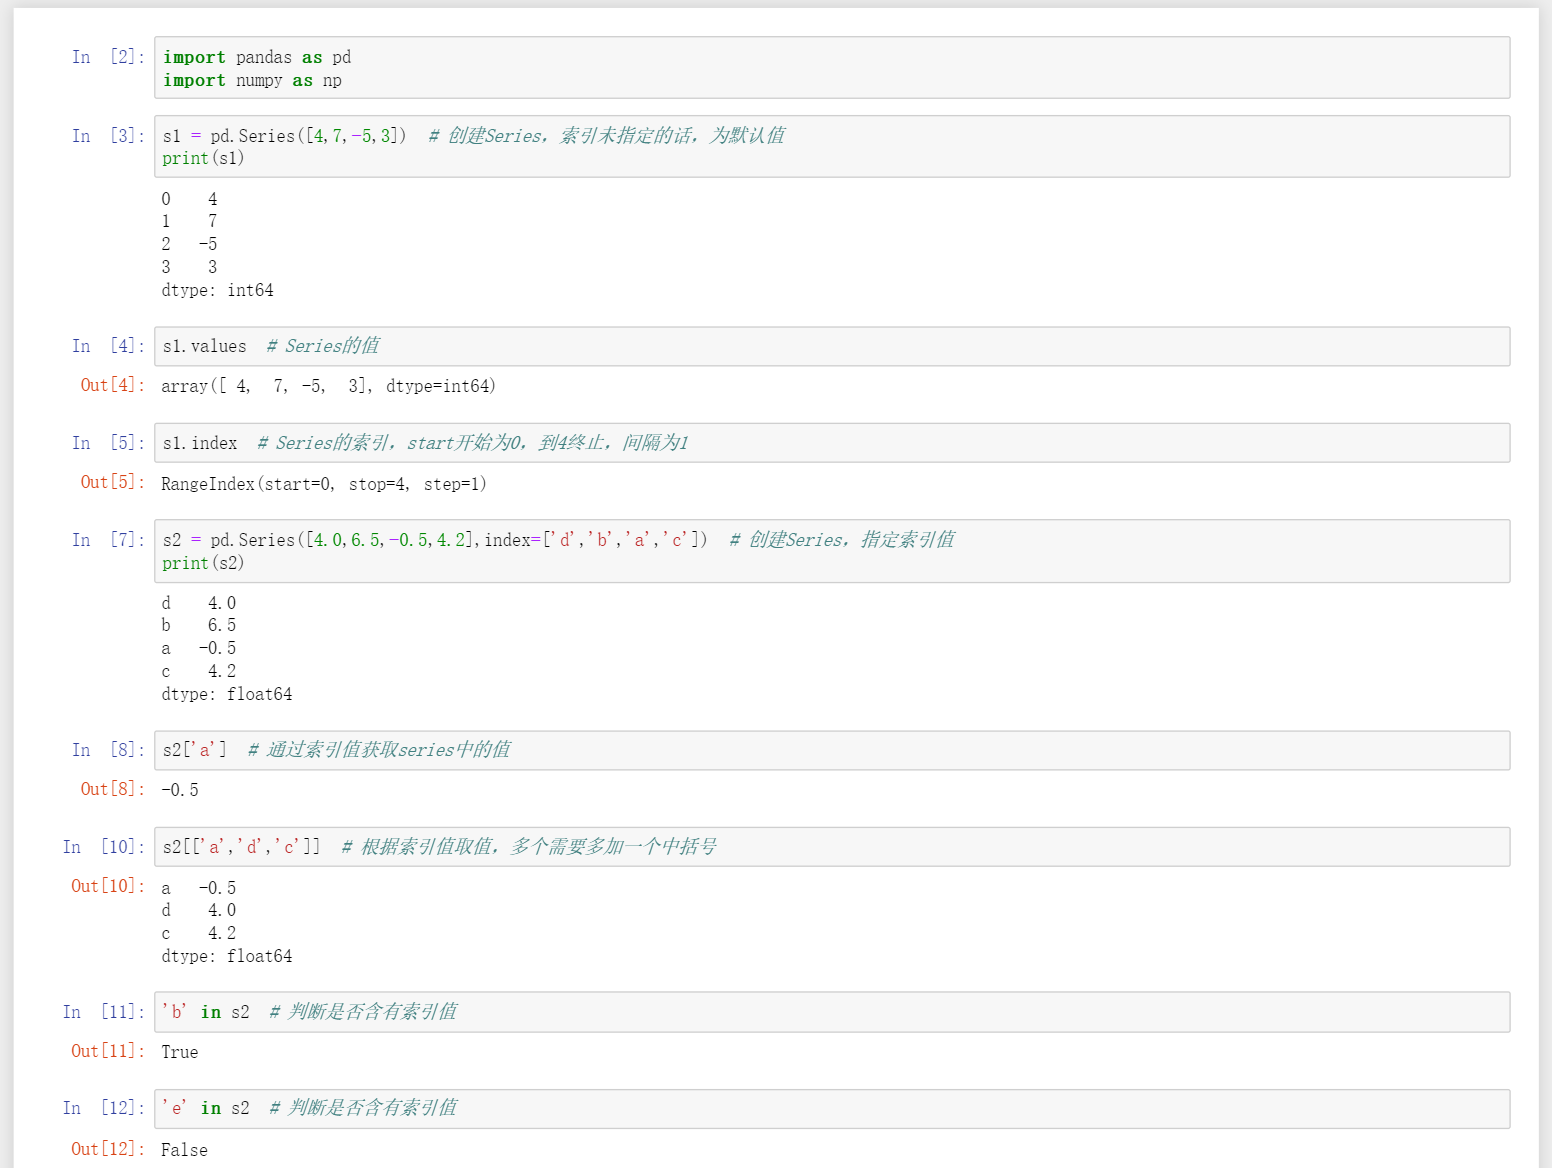 In [2]: import pandas as pd
import numpy as np
In [3]: s1 = pd.Series([4,7,-5,3])  # 创建Series，索引未指定的话，为默认值
print(s1)
0    4
1    7
2   -5
3    3
dtype: int64
In [4]: s1.values  # Series的值
Out[4]: array([ 4,  7, -5,  3], dtype=int64)
In [5]: s1.index  # Series的索引，start开始为0，到4终止，间隔为1
Out[5]: RangeIndex(start=0, stop=4, step=1)
In [7]: s2 = pd.Series([4.0,6.5,-0.5,4.2],index=['d','b','a','c'])  # 创建Series，指定索引值
print(s2)
d    4.0
b    6.5
a   -0.5
c    4.2
dtype: float64
In [8]: s2['a']  # 通过索引值获取series中的值
Out[8]: -0.5
In [10]: s2[['a','d','c']]  # 根据索引值取值，多个需要多加一个中括号
Out[10]: a   -0.5
d    4.0
c    4.2
dtype: float64
In [11]: 'b' in s2  # 判断是否含有索引值
Out[11]: True
In [12]: 'e' in s2  # 判断是否含有索引值
Out[12]: False